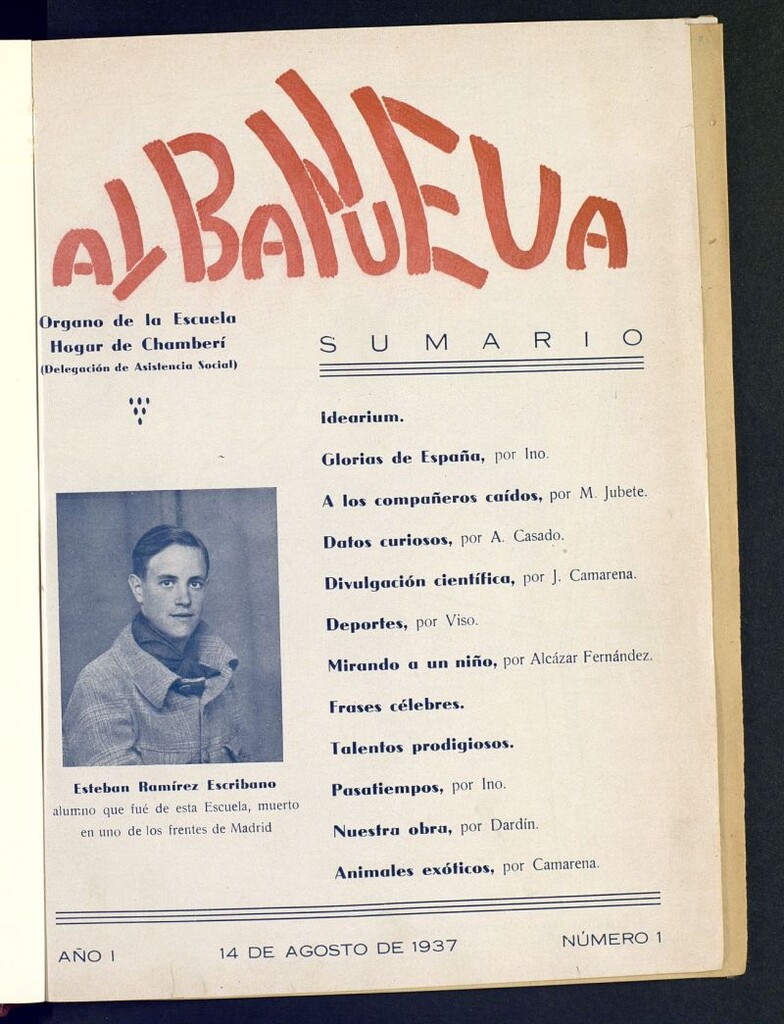 ALBA NUEVA
Organo de la Escuela
Hogar de Chamberí
(Delegación de Asistencia Social)
SUMARIO
Idearium.
Glorias de España, por Ino.
A los compañeros caídos, por M. Jubete.
Datos curiosos, por A. Casado.
Divulgación científica, por J. Camarena.
Deportes, por Viso.
Mirando a un niño, por Alcázar Fernández.
Frases célebres.
Talentos prodigiosos.
Pasatiempos, por Ino.
Nuestra obra, por Dardín.
Animales exóticos, por Camarena.
Esteban Ramírez Escribano
alumno que fué de esta Escuela, muerto
en uno de los frentes de Madrid
AÑO I 14 DE AGOSTO DE 1937 NÚMERO 1